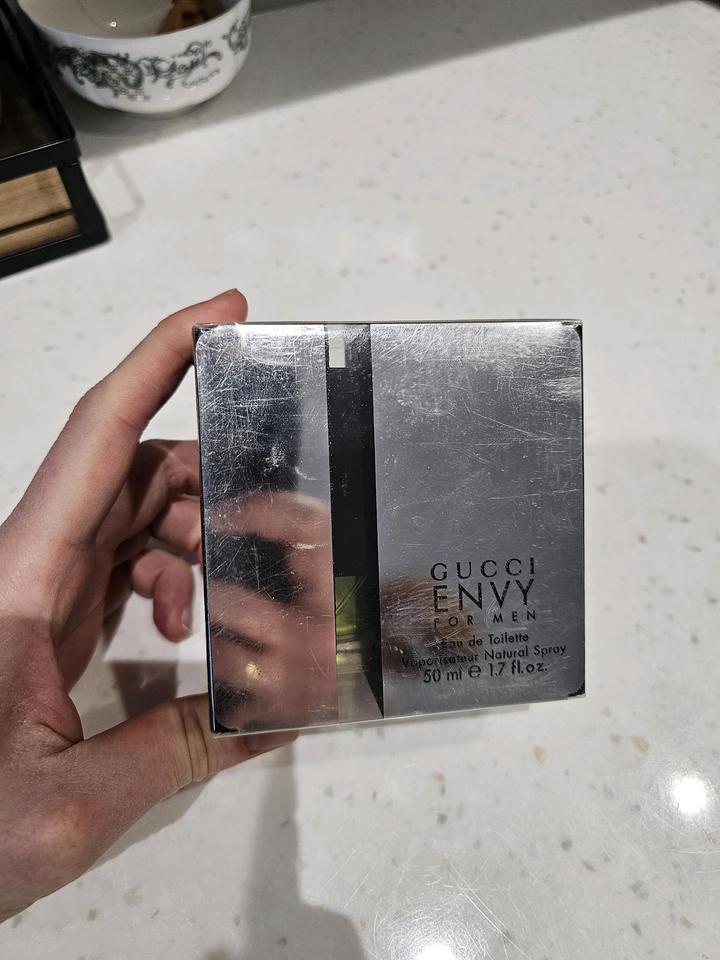 GUCCI
ENVY
FOR MEN
Eau de Toilette
Vaporisateur Natural Spray
50 ml e 1.7 fl.oz.